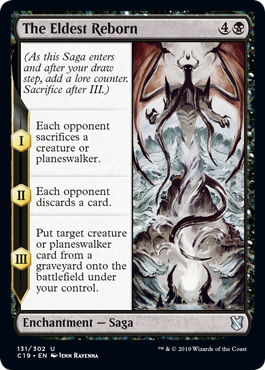 The Eldest Reborn 4
(As this Saga enters
and after your draw
step, add a lore counter.
Sacrifice after III.)
I
Each opponent
sacrifices a
creature or
planeswalker.
II
Each opponent
discards a card.
III
Put target creature
or planeswalker
card from a
graveyard onto the
battlefield under
your control.
Enchantment — Saga
131/302 U
C19 • EN Jenn Ravenna
™ & © 2019 Wizards of the Coast